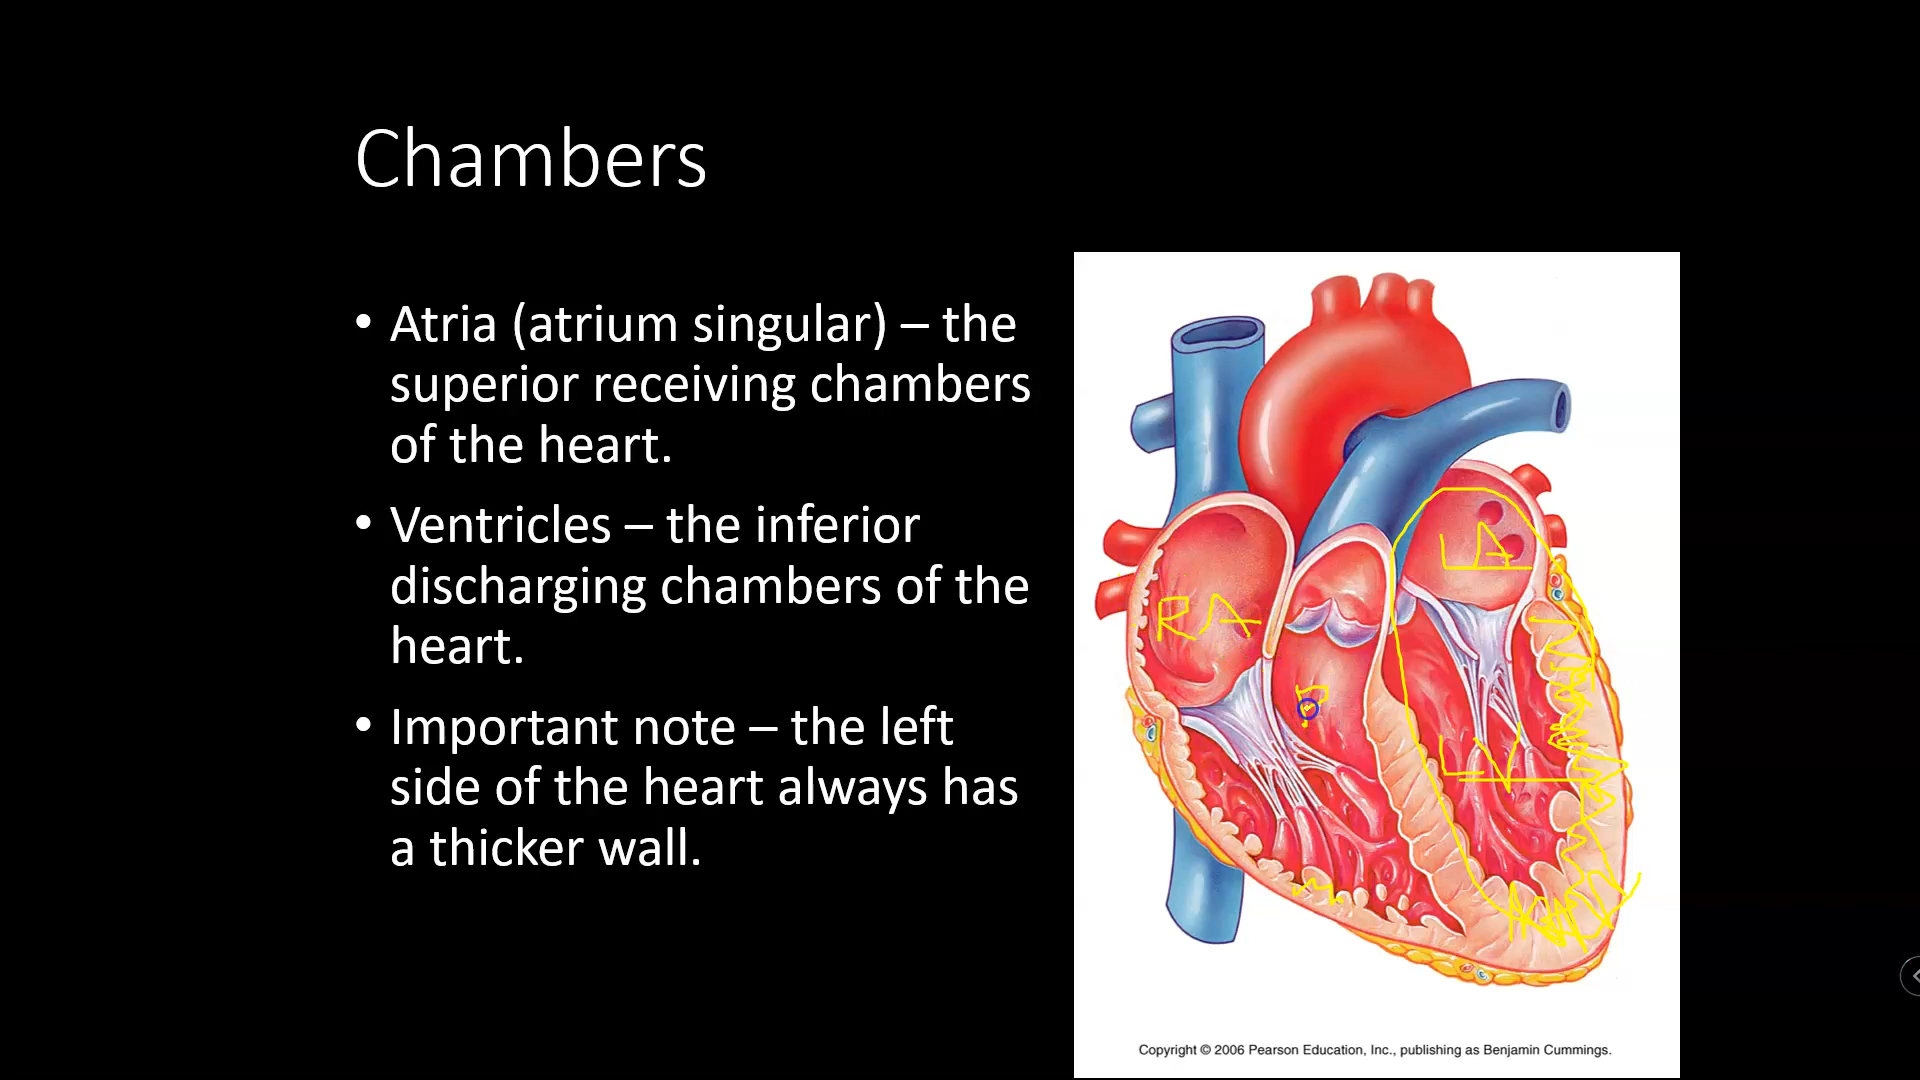 Chambers
• Atria (atrium singular) – the
superior receiving chambers
of the heart.
• Ventricles – the inferior
discharging chambers of the
heart.
• Important note – the left
side of the heart always has
a thicker wall.
LA
RA
LV
Copyright © 2006 Pearson Education, Inc., publishing as Benjamin Cummings.